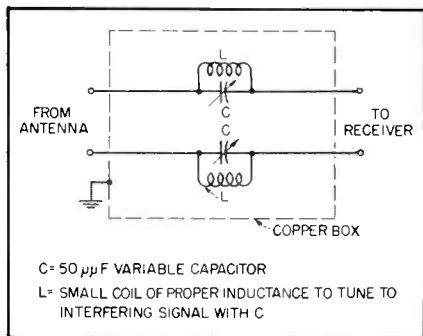 L
FROM
ANTENNA
C
C
TO
RECEIVER
L
COPPER BOX
C= 50 µµF VARIABLE CAPACITOR
L= SMALL COIL OF PROPER INDUCTANCE TO TUNE TO
INTERFERING SIGNAL WITH C